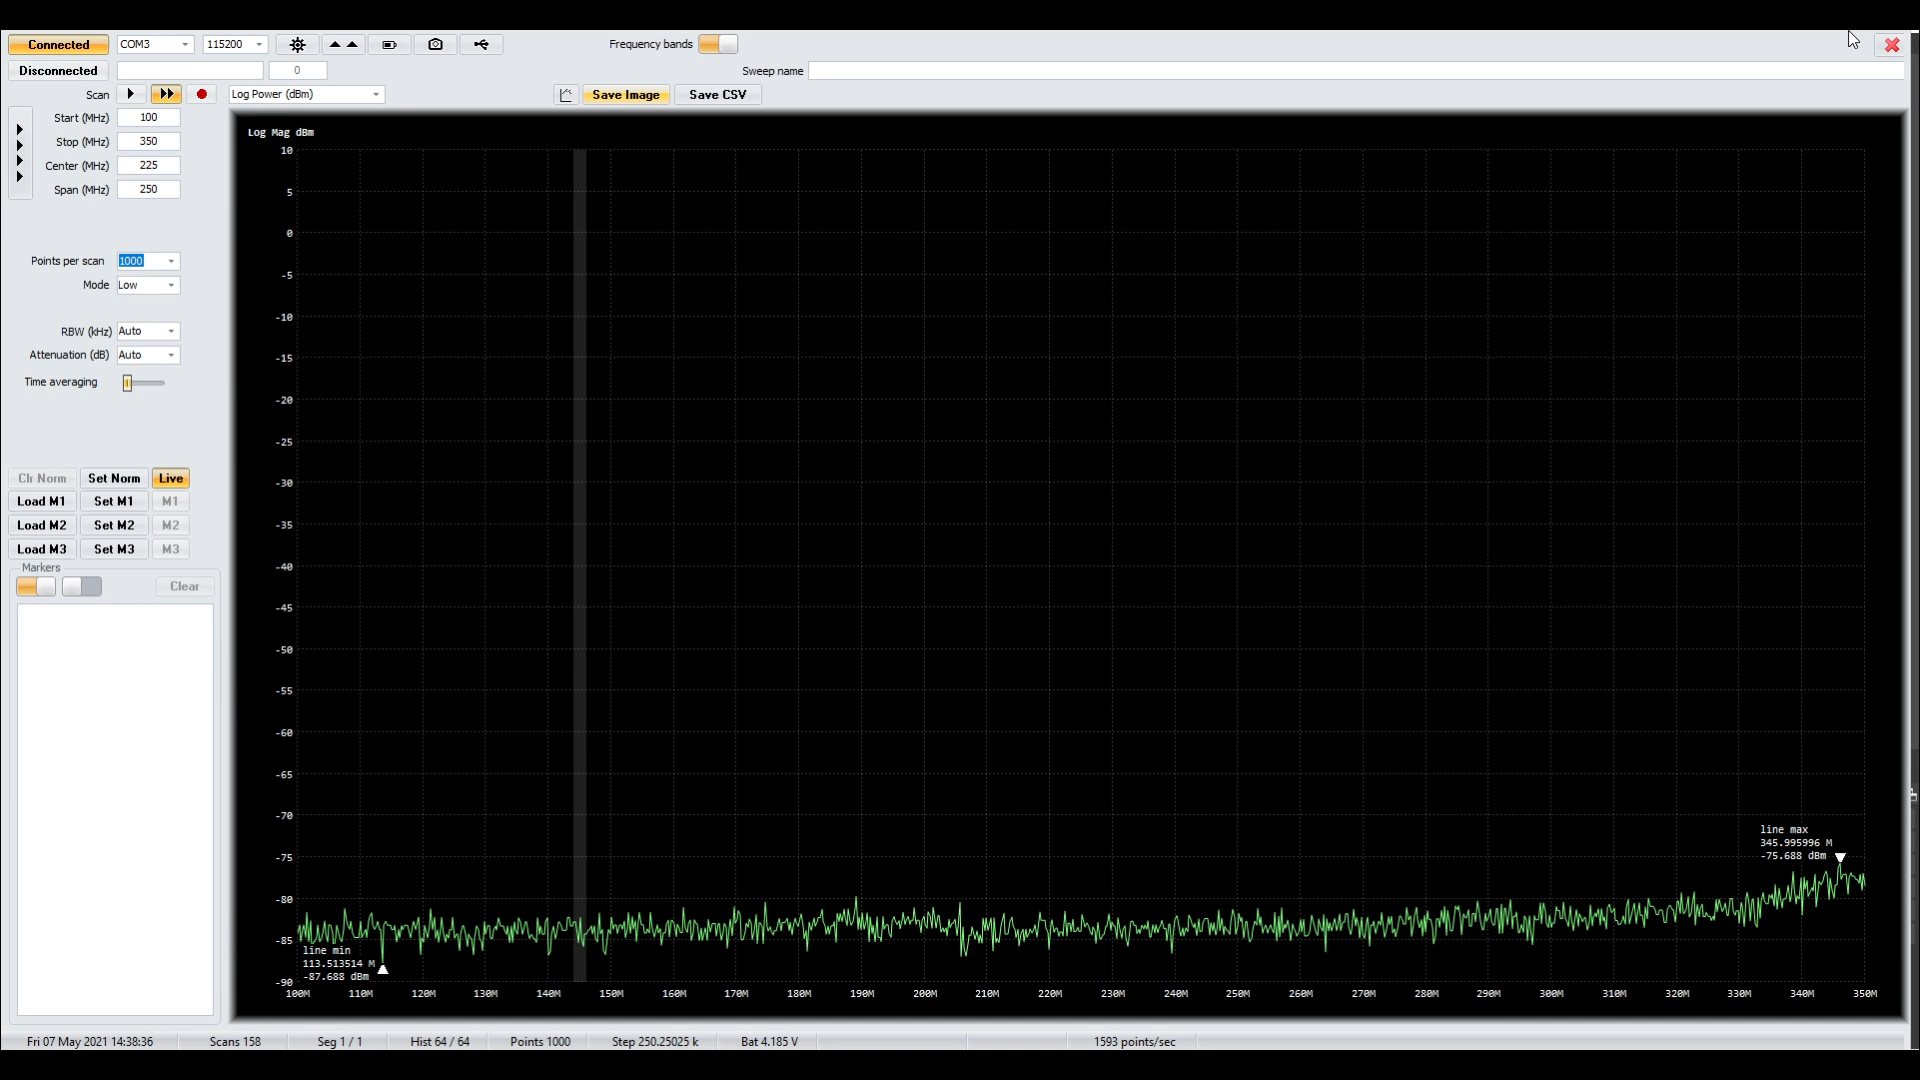 Connected COM3 115200 Frequency bands
Disconnected 0 Sweep name
Scan Log Power (dBm) Save Image Save CSV
Start (MHz) 100
Stop (MHz) 350
Center (MHz) 225
Span (MHz) 250
Points per scan 1000
Mode Low
RBW (kHz) Auto
Attenuation (dB) Auto
Time averaging
Clr Norm Set Norm Live
Load M1 Set M1 M1
Load M2 Set M2 M2
Load M3 Set M3 M3
Markers
Clear
Log Mag dBm
10
5
0
-5
-10
-15
-20
-25
-30
-35
-40
-45
-50
-55
-60
-65
-70
-75
-80
-85
-90
line max
345.995996 M
-75.688 dBm
line min
113.513514 M
-87.688 dBm
100M 110M 120M 130M 140M 150M 160M 170M 180M 190M 200M 210M 220M 230M 240M 250M 260M 270M 280M 290M 300M 310M 320M 330M 340M 350M
Fri 07 May 2021 14:38:36 Scans 158 Seg 1 / 1 Hist 64 / 64 Points 1000 Step 250.25025 k Bat 4.185 V 1593 points/sec